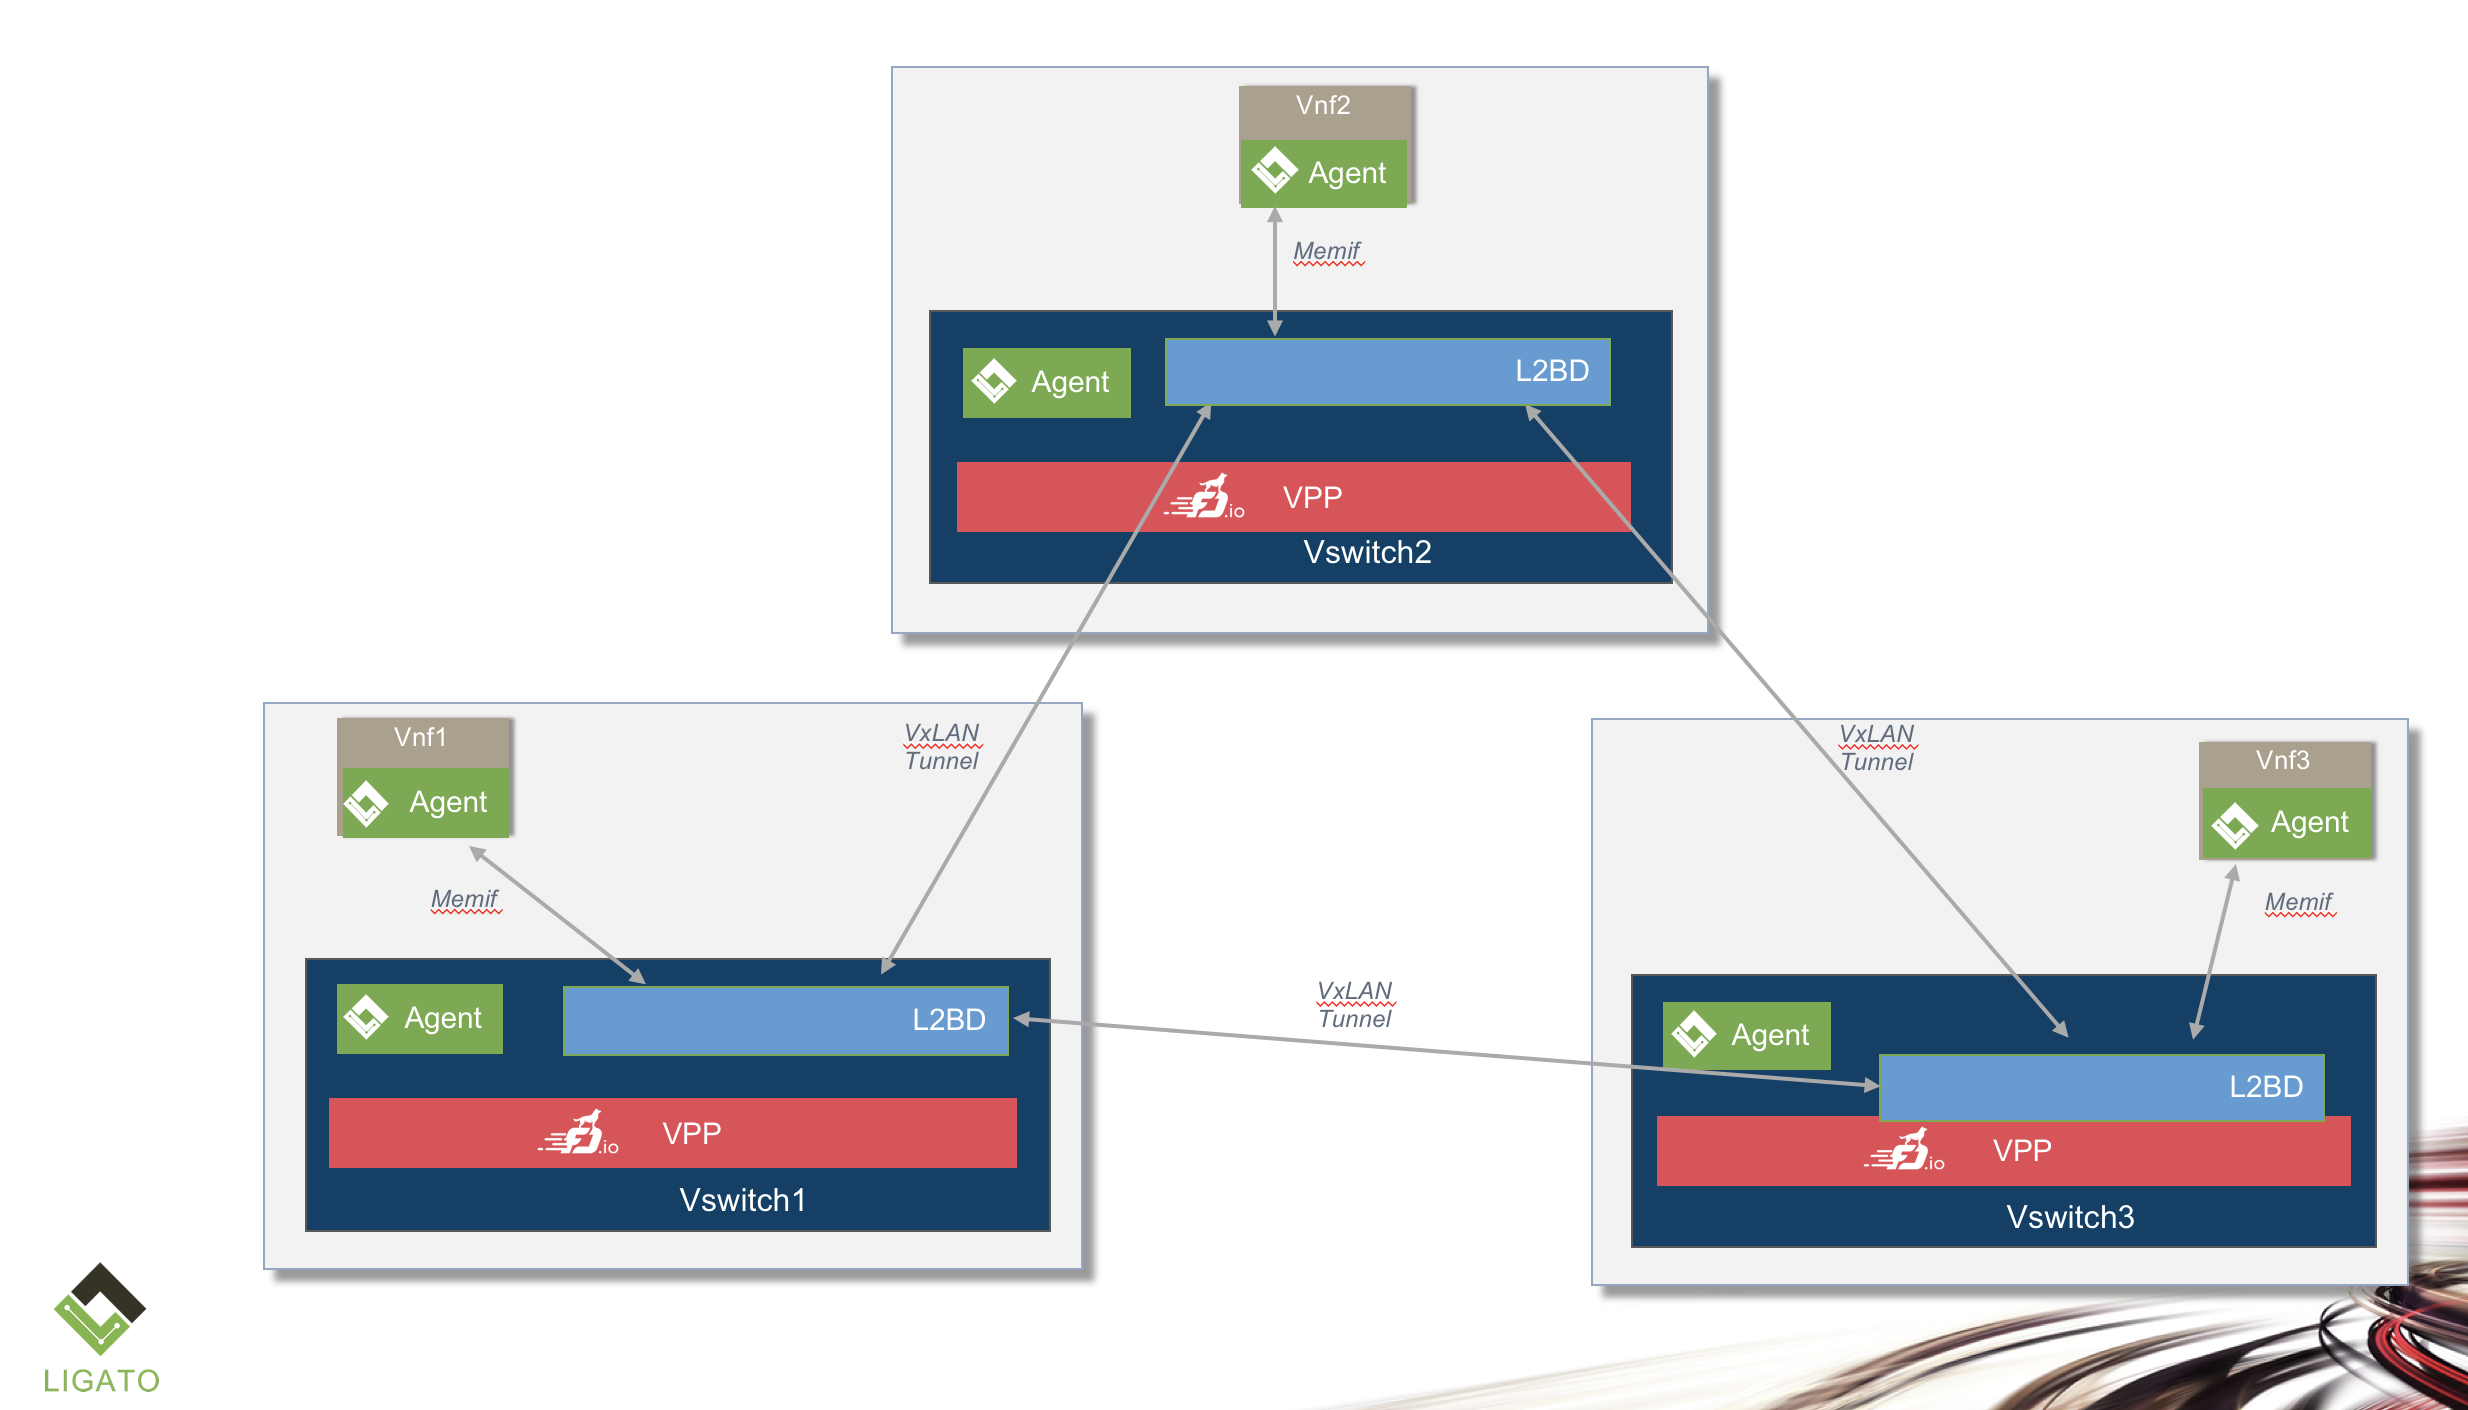 Vnf2
Agent
Memif
Agent
L2BD
.io
VPP
Vswitch2
Vnf1
Agent
Memif
VxLAN
Tunnel
Agent
L2BD
.io
VPP
Vswitch1
VxLAN
Tunnel
VxLAN
Tunnel
Vnf3
Agent
Memif
Agent
L2BD
.io
VPP
Vswitch3
LIGATO